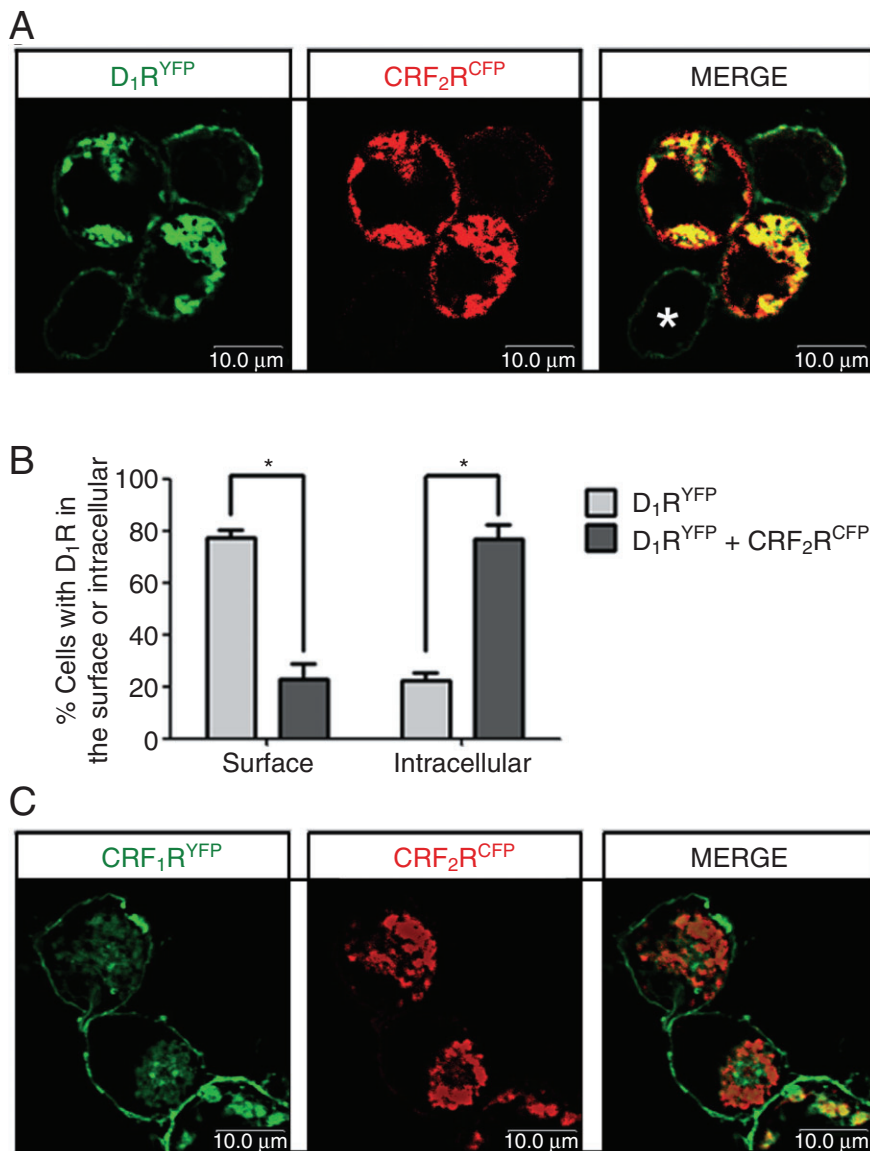 A
D₁Rʸᶠᴾ CRF₂Rᶜᶠᴾ MERGE
*
10.0 μm 10.0 μm 10.0 μm
B
% Cells with D₁R in
the surface or intracellular
100
80
60
40
20
0
* *
Surface Intracellular
D₁Rʸᶠᴾ
D₁Rʸᶠᴾ + CRF₂Rᶜᶠᴾ
C
CRF₁Rʸᶠᴾ CRF₂Rᶜᶠᴾ MERGE
10.0 μm 10.0 μm 10.0 μm